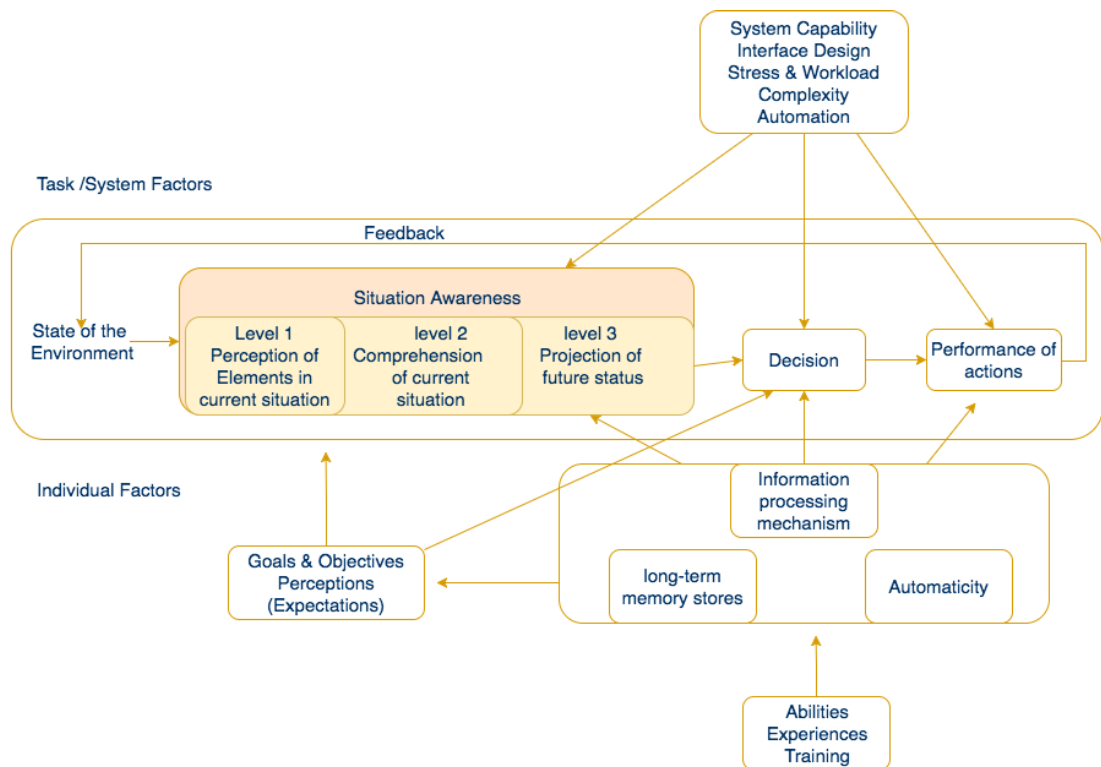 System Capability
Interface Design
Stress & Workload
Complexity
Automation
Task /System Factors
Feedback
Situation Awareness
State of the
Environment
Level 1
Perception of
Elements in
current situation
level 2
Comprehension
of current
situation
level 3
Projection of
future status
Decision
Performance of
actions
Individual Factors
Information
processing
mechanism
Goals & Objectives
Perceptions
(Expectations)
long-term
memory stores
Automaticity
Abilities
Experiences
Training